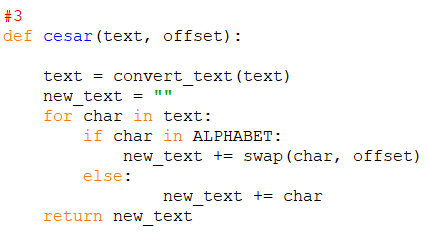 #3
def cesar(text, offset):

    text = convert_text(text)
    new_text = ""
    for char in text:
        if char in ALPHABET:
            new_text += swap(char, offset)
        else:
                new_text += char
    return new_text